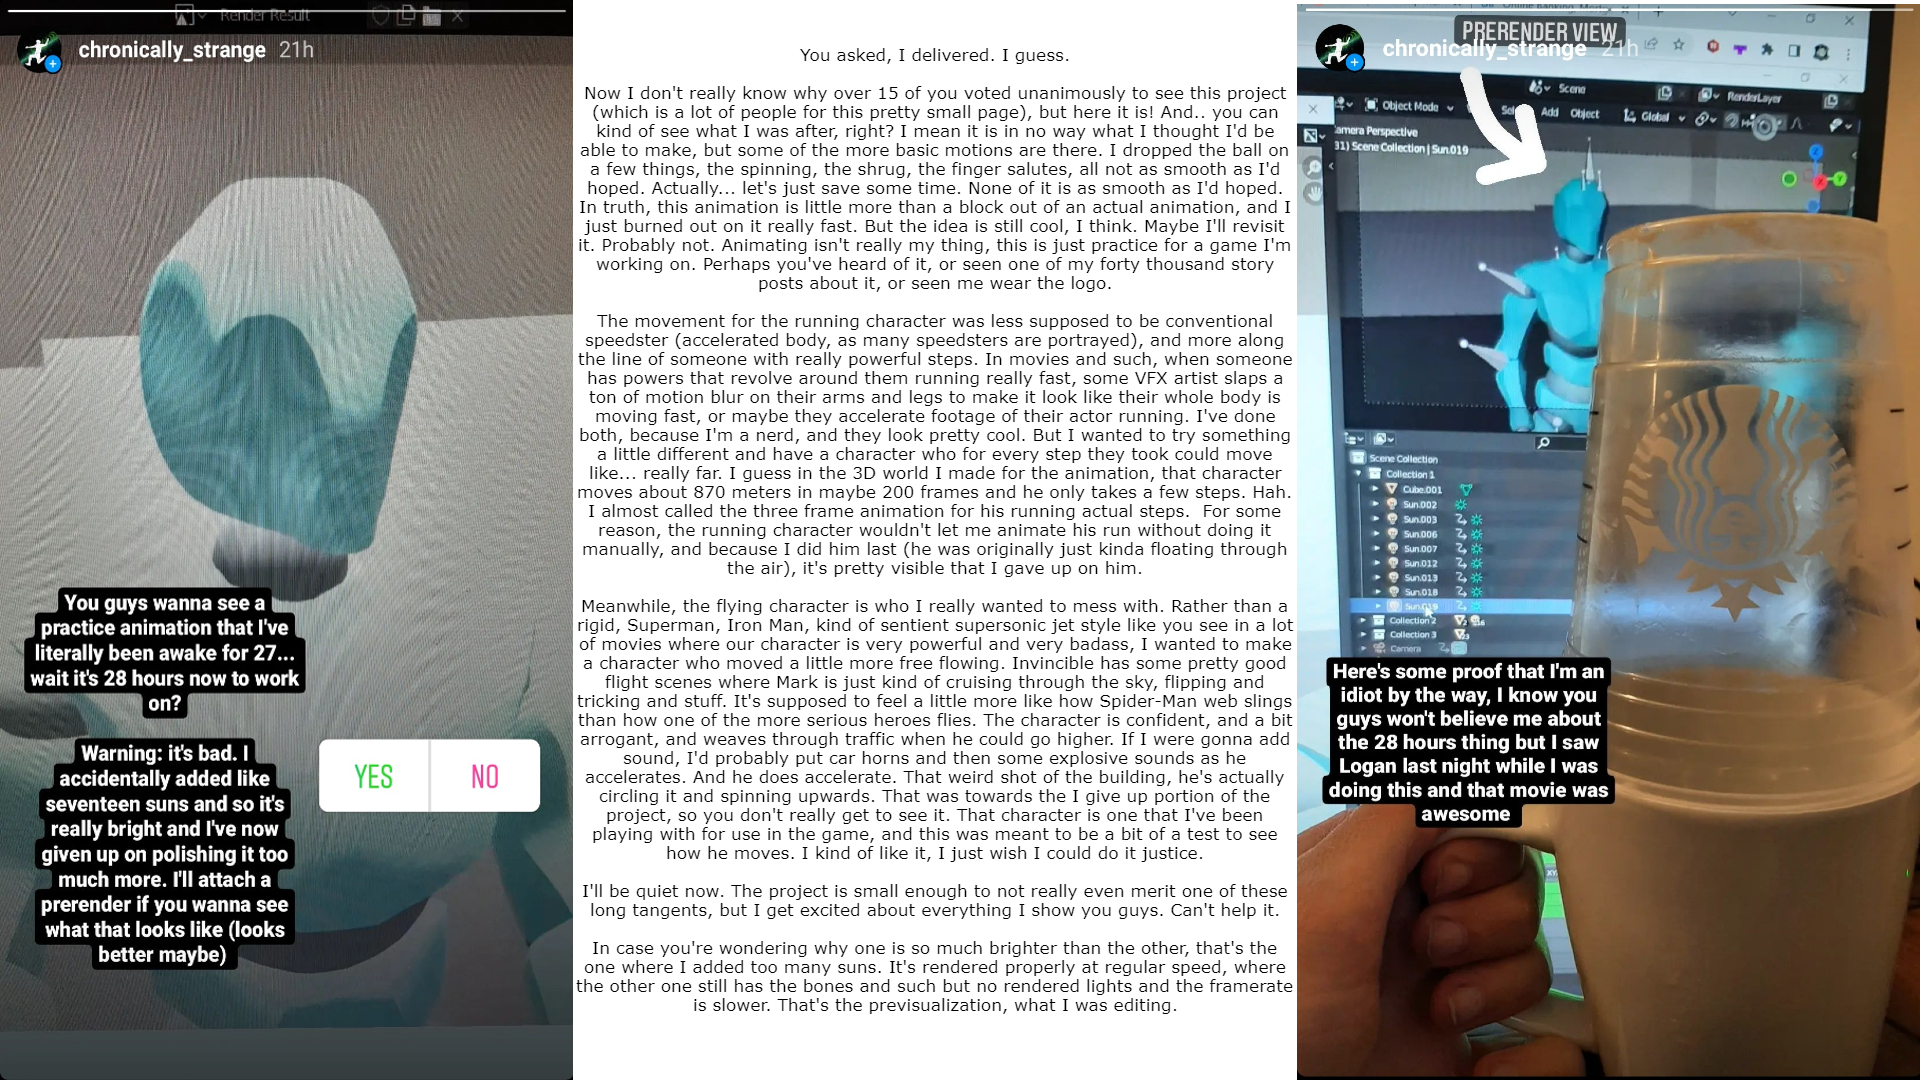 Render Result
chronically_strange 21h
You guys wanna see a
practice animation that I've
literally been awake for 27...
wait it's 28 hours now to work
on?
Warning: it's bad. I
accidentally added like
seventeen suns and so it's
really bright and I've now
given up on polishing it too
much more. I'll attach a
prerender if you wanna see
what that looks like (looks
better maybe)
YES NO
You asked, I delivered. I guess.
Now I don't really know why over 15 of you voted unanimously to see this project
(which is a lot of people for this pretty small page), but here it is! And.. you can
kind of see what I was after, right? I mean it is in no way what I thought I'd be
able to make, but some of the more basic motions are there. I dropped the ball on
a few things, the spinning, the shrug, the finger salutes, all not as smooth as I'd
hoped. Actually... let's just save some time. None of it is as smooth as I'd hoped.
In truth, this animation is little more than a block out of an actual animation, and I
just burned out on it really fast. But the idea is still cool, I think. Maybe I'll revisit
it. Probably not. Animating isn't really my thing, this is just practice for a game I'm
working on. Perhaps you've heard of it, or seen one of my forty thousand story
posts about it, or seen me wear the logo.
The movement for the running character was less supposed to be conventional
speedster (accelerated body, as many speedsters are portrayed), and more along
the line of someone with really powerful steps. In movies and such, when someone
has powers that revolve around them running really fast, some VFX artist slaps a
ton of motion blur on their arms and legs to make it look like their whole body is
moving fast, or maybe they accelerate footage of their actor running. I've done
both, because I'm a nerd, and they look pretty cool. But I wanted to try something
a little different and have a character who for every step they took could move
like... really far. I guess in the 3D world I made for the animation, that character
moves about 870 meters in maybe 200 frames and he only takes a few steps. Hah.
I almost called the three frame animation for his running actual steps. For some
reason, the running character wouldn't let me animate his run without doing it
manually, and because I did him last (he was originally just kinda floating through
the air), it's pretty visible that I gave up on him.
Meanwhile, the flying character is who I really wanted to mess with. Rather than a
rigid, Superman, Iron Man, kind of sentient supersonic jet style like you see in a lot
of movies where our character is very powerful and very badass, I wanted to make
a character who moved a little more free flowing. Invincible has some pretty good
flight scenes where Mark is just kind of cruising through the sky, flipping and
tricking and stuff. It's supposed to feel a little more like how Spider-Man web slings
than how one of the more serious heroes flies. The character is confident, and a bit
arrogant, and weaves through traffic when he could go higher. If I were gonna add
sound, I'd probably put car horns and then some explosive sounds as he
accelerates. And he does accelerate. That weird shot of the building, he's actually
circling it and spinning upwards. That was towards the I give up portion of the
project, so you don't really get to see it. That character is one that I've been
playing with for use in the game, and this was meant to be a bit of a test to see
how he moves. I kind of like it, I just wish I could do it justice.
I'll be quiet now. The project is small enough to not really even merit one of these
long tangents, but I get excited about everything I show you guys. Can't help it.
In case you're wondering why one is so much brighter than the other, that's the
one where I added too many suns. It's rendered properly at regular speed, where
the other one still has the bones and such but no rendered lights and the framerate
is slower. That's the previsualization, what I was editing.
PRERENDER VIEW
chronically_strange 21h
Scene RenderLayer
Object Mode Add Object Global
Camera Perspective
31) Scene Collection | Sun.019
Scene Collection
Collection 1
Cube.001
Sun.002
Sun.003
Sun.006
Sun.007
Sun.012
Sun.013
Sun.018
Sun.019
Collection 2
Collection 3
Camera
Here's some proof that I'm an
idiot by the way, I know you
guys won't believe me about
the 28 hours thing but I saw
Logan last night while I was
doing this and that movie was
awesome